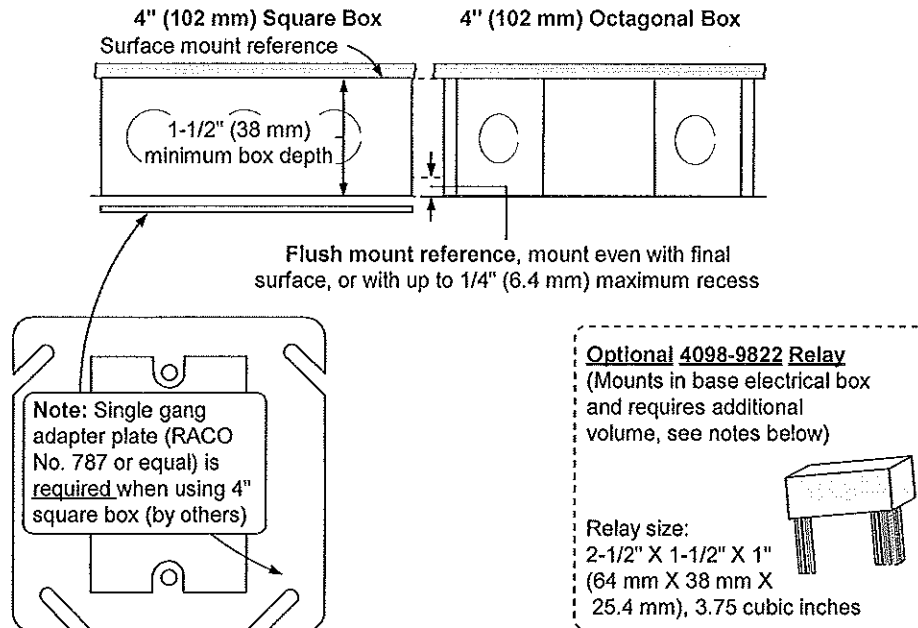 4" (102 mm) Square Box
4" (102 mm) Octagonal Box
Surface mount reference
1-1/2" (38 mm)
minimum box depth
Flush mount reference, mount even with final
surface, or with up to 1/4" (6.4 mm) maximum recess
Note: Single gang
adapter plate (RACO
No. 787 or equal) is
required when using 4"
square box (by others)
Optional 4098-9822 Relay
(Mounts in base electrical box
and requires additional
volume, see notes below)
Relay size:
2-1/2" X 1-1/2" X 1"
(64 mm X 38 mm X
25.4 mm), 3.75 cubic inches